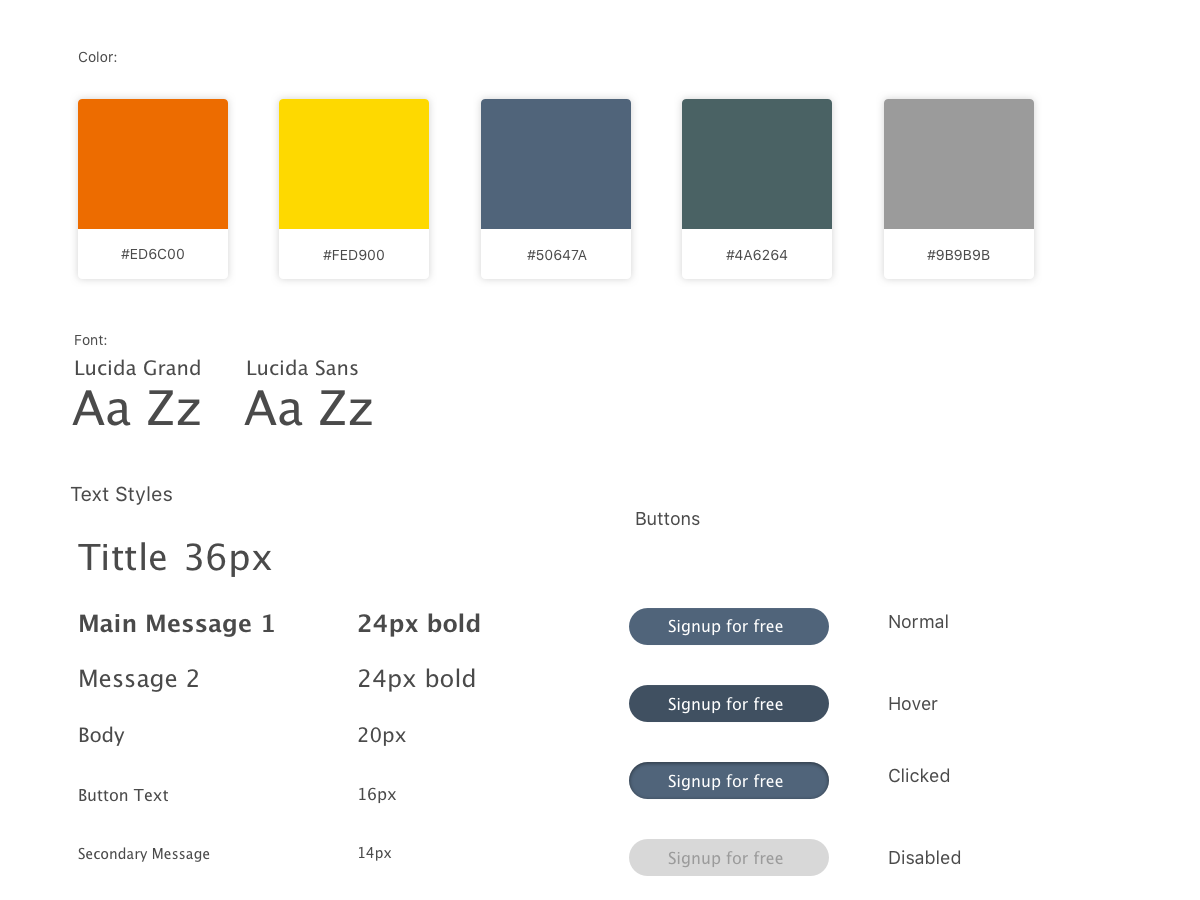 Color:
#ED6C00 #FED900 #50647A #4A6264 #9B9B9B
Font:
Lucida Grand Lucida Sans
Aa Zz Aa Zz
Text Styles
Buttons
Tittle 36px
Main Message 1 24px bold
Signup for free Normal
Message 2 24px bold
Signup for free Hover
Body 20px
Signup for free Clicked
Button Text 16px
Secondary Message 14px
Signup for free Disabled